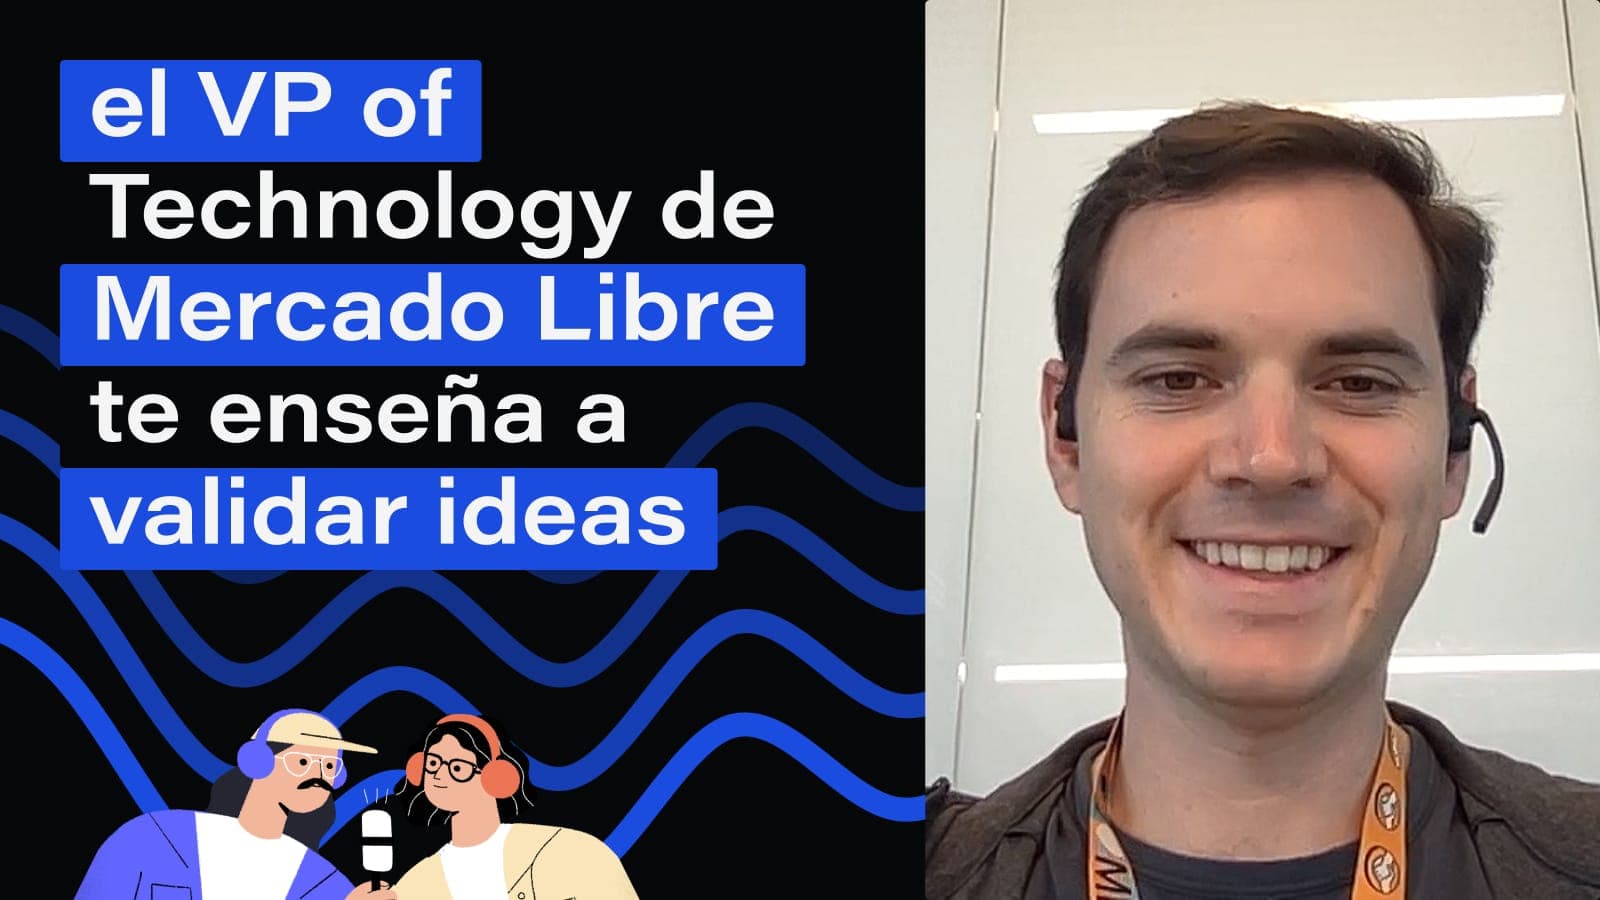 el VP of
Technology de
Mercado Libre
te enseña a
validar ideas